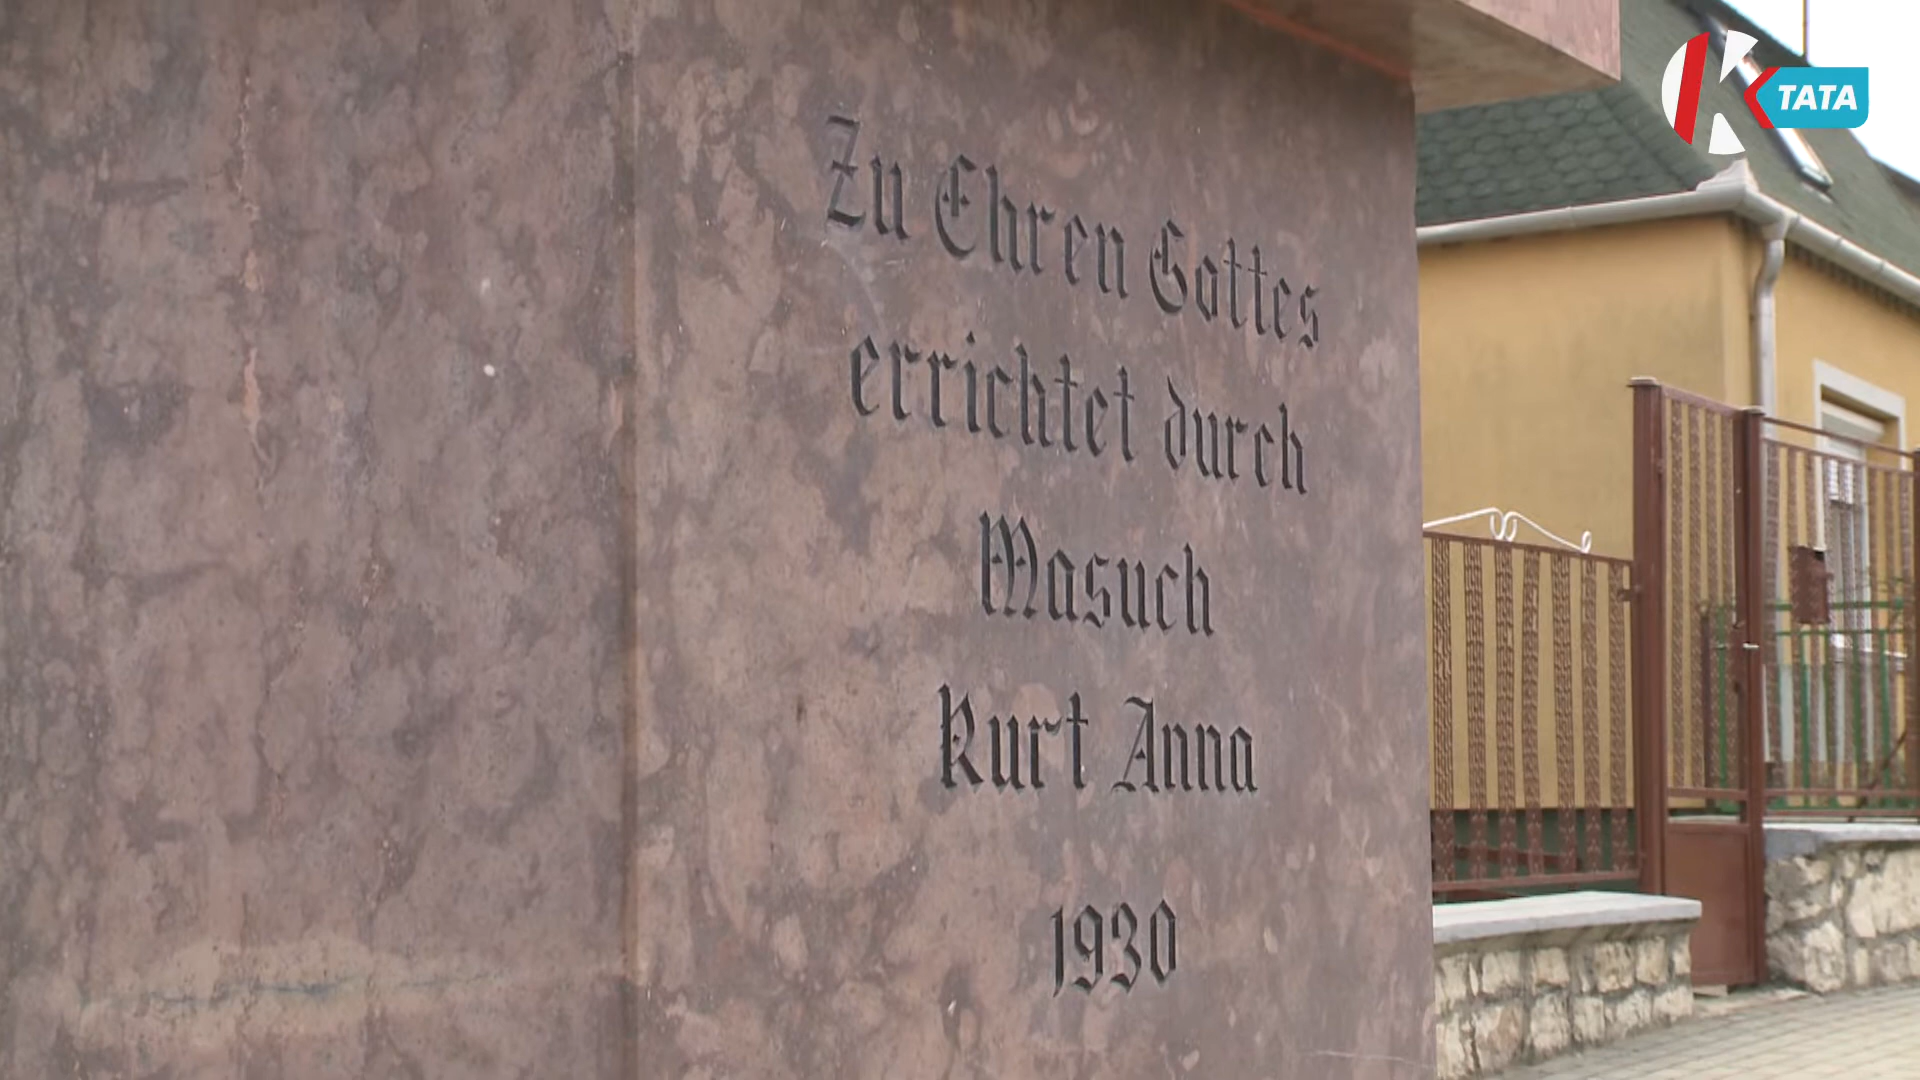 TATA
Zu Ehren Gottes
errichtet durch
Masuch
Kurt Anna
1930